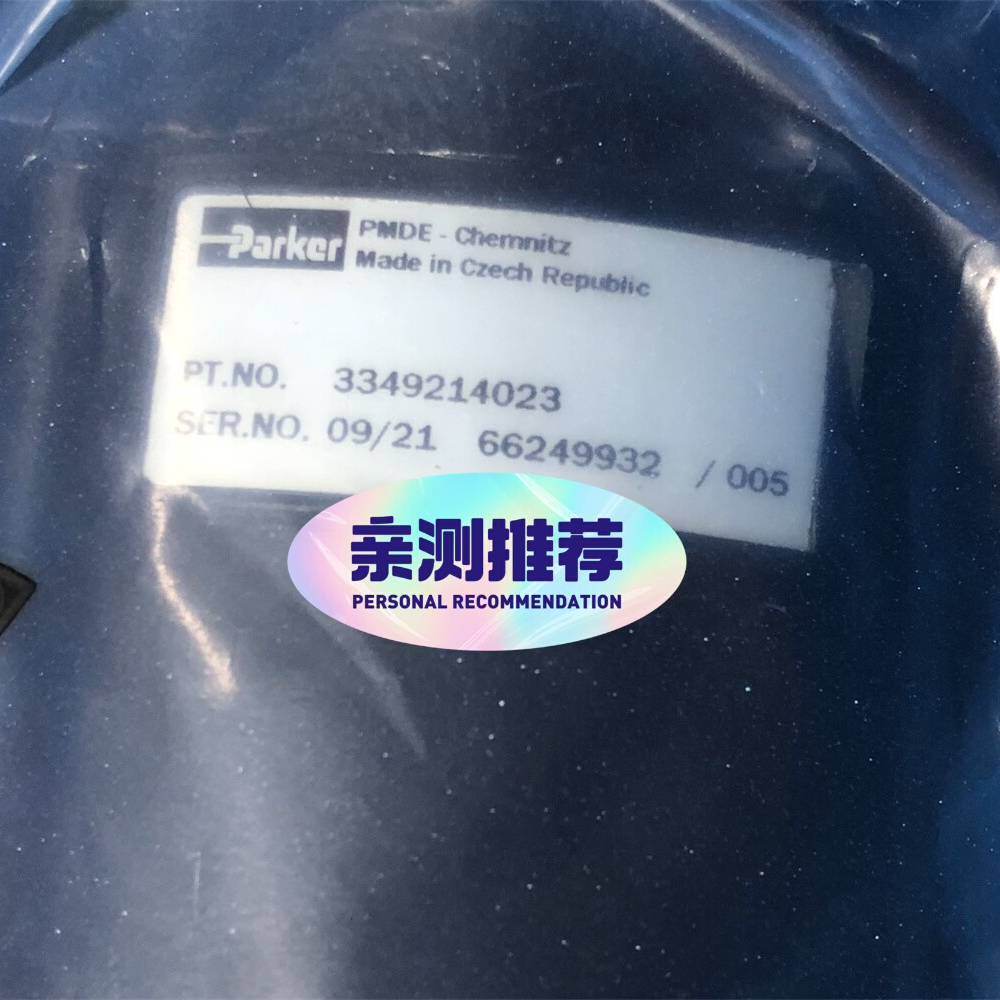 Parker
PMDE - Chemnitz
Made in Czech Republic
PT.NO. 3349214023
SER.NO. 09/21 66249932 / 005
亲测推荐
PERSONAL RECOMMENDATION